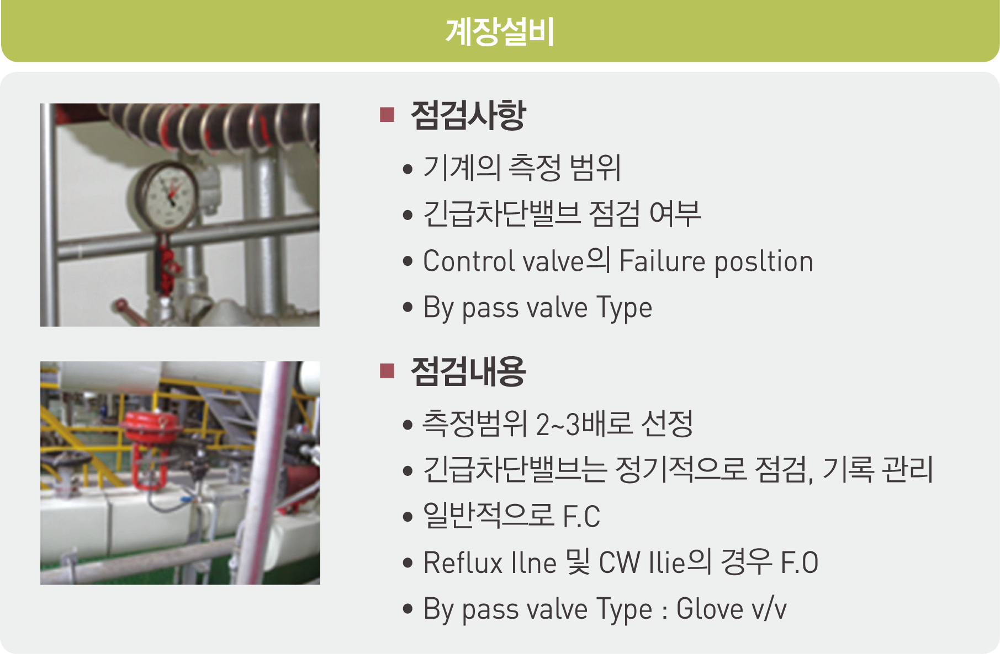 계장설비
■ 점검사항
• 기계의 측정 범위
• 긴급차단밸브 점검 여부
• Control valve의 Failure posltion
• By pass valve Type
■ 점검내용
• 측정범위 2~3배로 선정
• 긴급차단밸브는 정기적으로 점검, 기록 관리
• 일반적으로 F.C
• Reflux Ilne 및 CW Ilie의 경우 F.O
• By pass valve Type : Glove v/v